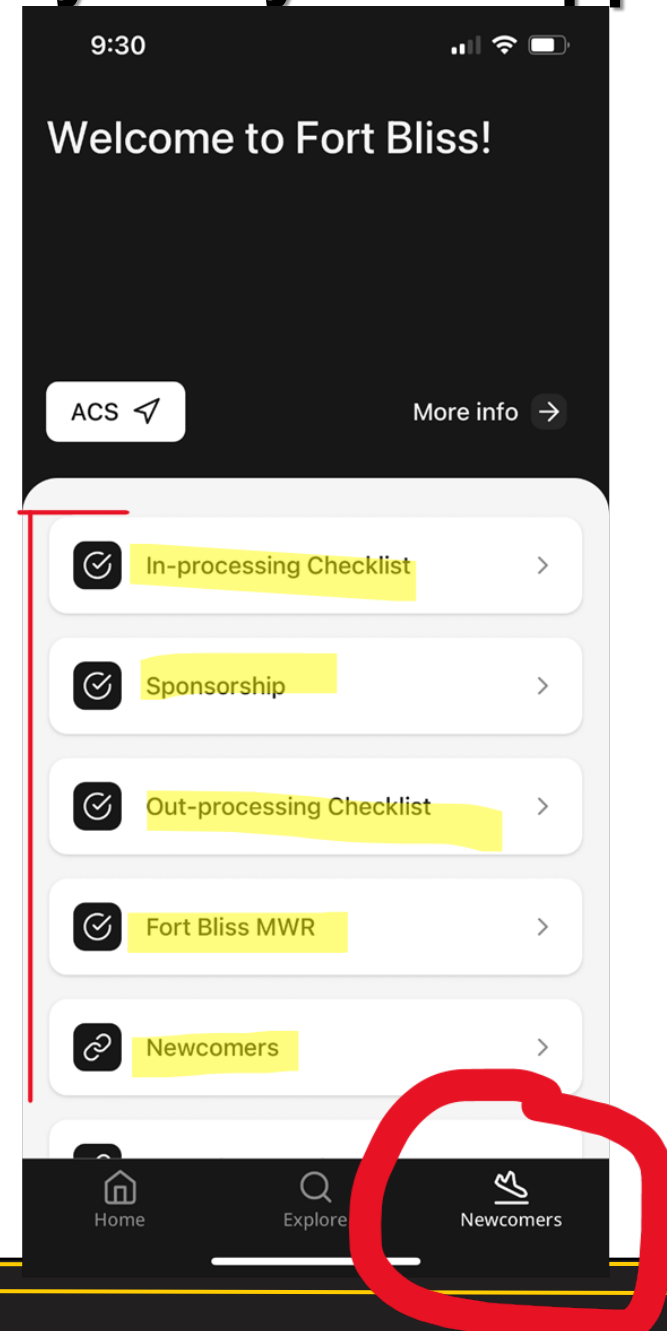 9:30
Welcome to Fort Bliss!
ACS
More info
In-processing Checklist
Sponsorship
Out-processing Checklist
Fort Bliss MWR
Newcomers
Home
Explore
Newcomers